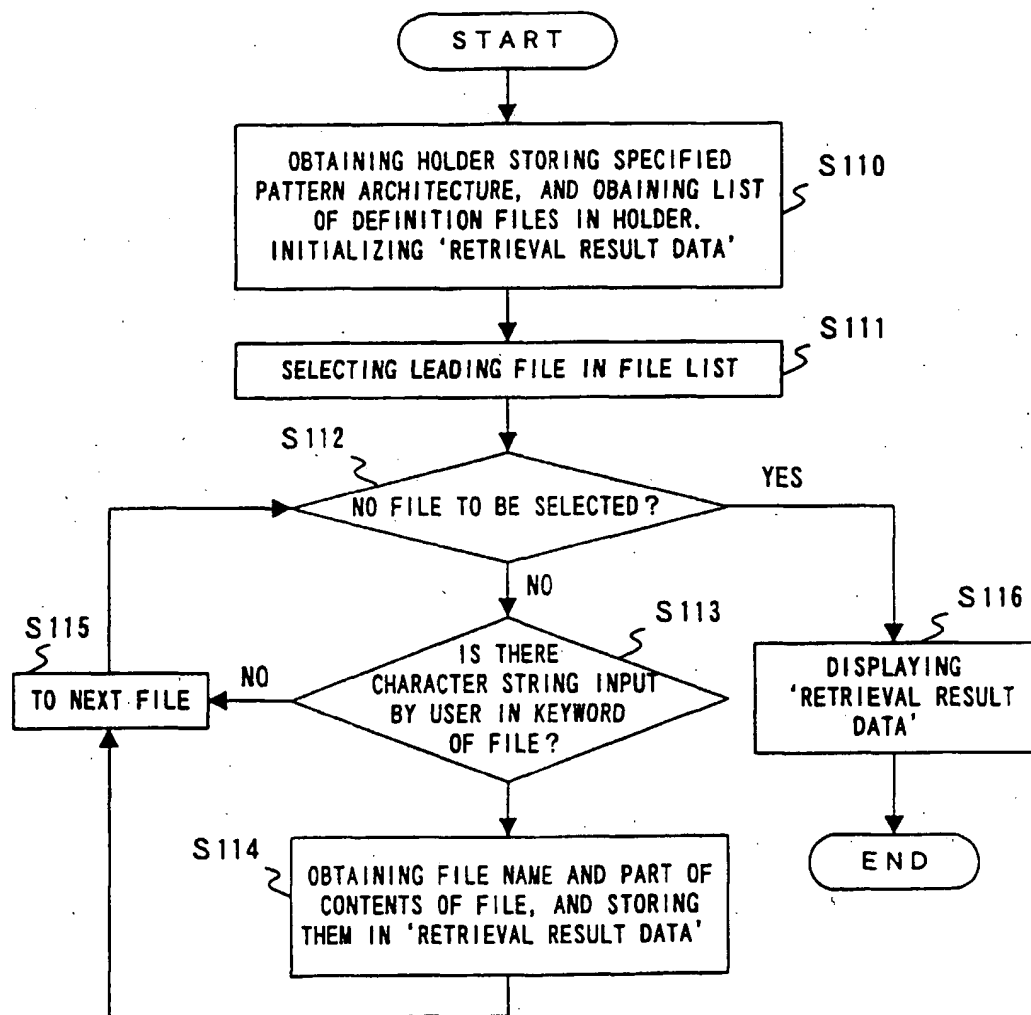 START
OBTAINING HOLDER STORING SPECIFIED
PATTERN ARCHITECTURE, AND OBAINING LIST
OF DEFINITION FILES IN HOLDER.
INITIALIZING 'RETRIEVAL RESULT DATA'
S110
S111
SELECTING LEADING FILE IN FILE LIST
S112
NO FILE TO BE SELECTED?
YES
NO
S113
IS THERE
CHARACTER STRING INPUT
BY USER IN KEYWORD
OF FILE?
NO
S115
TO NEXT FILE
S116
DISPLAYING
'RETRIEVAL RESULT
DATA'
S114
OBTAINING FILE NAME AND PART OF
CONTENTS OF FILE, AND STORING
THEM IN 'RETRIEVAL RESULT DATA'
END